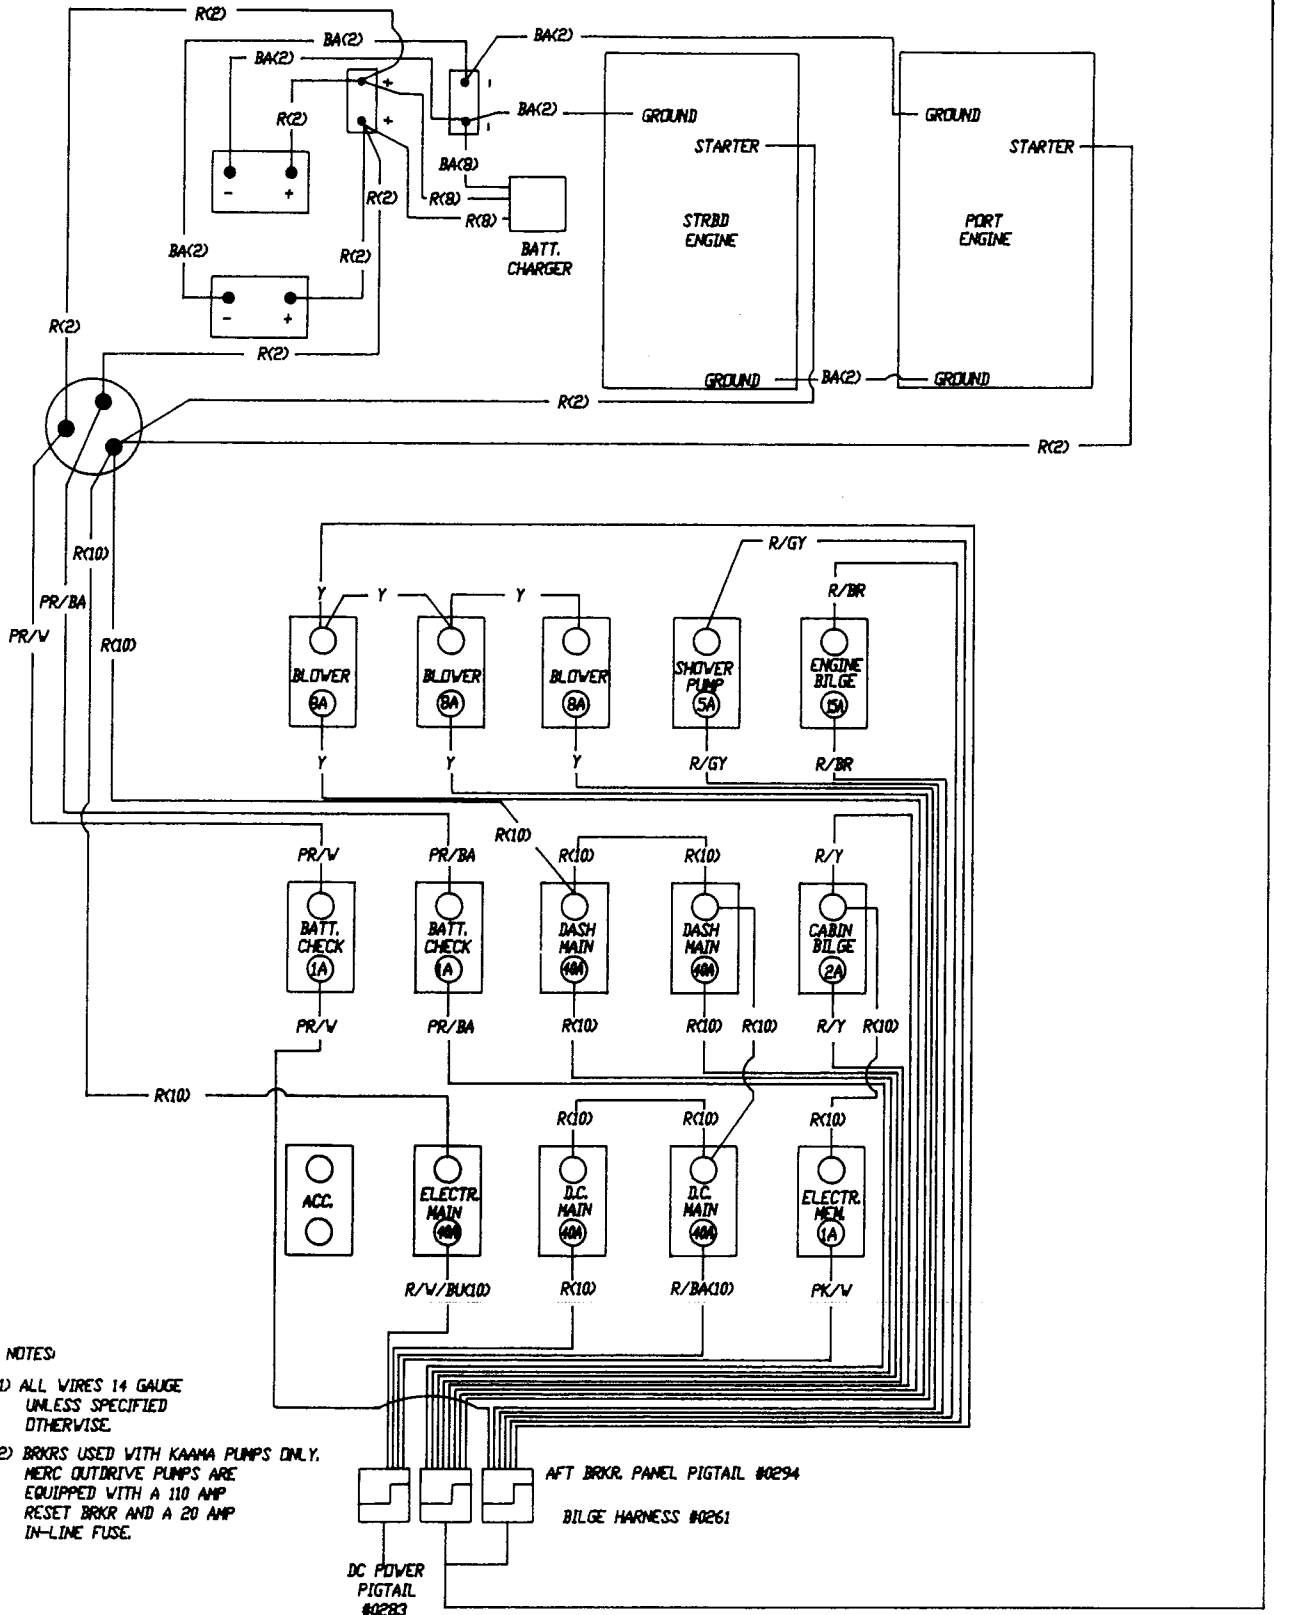 R(2)
BA(2)
BA(2)
BA(2)
+
-
R(2)
BA(2)
GROUND
GROUND
+
-
STARTER
STARTER
BA(8)
- +
R(2)
R(8)
R(8)
STRBD
ENGINE
PORT
ENGINE
BA(2)
R(2)
BATT.
CHARGER
- +
R(2)
R(2)
GROUND
BA(2)
GROUND
R(2)
R(2)
R(10)
PR/BA
PR/W
R(10)
R/GY
R/BR
Y
Y
Y
BLOWER
8A
BLOWER
8A
BLOWER
8A
SHOWER
PUMP
5A
ENGINE
BILGE
15A
Y
Y
Y
R/GY
R/BR
R(10)
PR/W
PR/BA
R(10)
R(10)
R/Y
BATT.
CHECK
1A
BATT.
CHECK
1A
DASH
MAIN
40A
DASH
MAIN
40A
CABIN
BILGE
2A
PR/W
PR/BA
R(10)
R(10)
R(10)
R/Y
R(10)
R(10)
R(10)
R(10)
R(10)
ACC.
ELECTR.
MAIN
40A
D.C.
MAIN
40A
D.C.
MAIN
40A
ELECTR.
MEM.
1A
R/W/BU(10)
R(10)
R/BA(10)
PK/W
NOTES:
1) ALL WIRES 14 GAUGE
UNLESS SPECIFIED
OTHERWISE.
2) BRKRS USED WITH KAAMA PUMPS ONLY.
MERC OUTDRIVE PUMPS ARE
EQUIPPED WITH A 110 AMP
RESET BRKR AND A 20 AMP
IN-LINE FUSE.
AFT BRKR. PANEL PIGTAIL #0294
BILGE HARNESS #0261
DC POWER
PIGTAIL
#0283